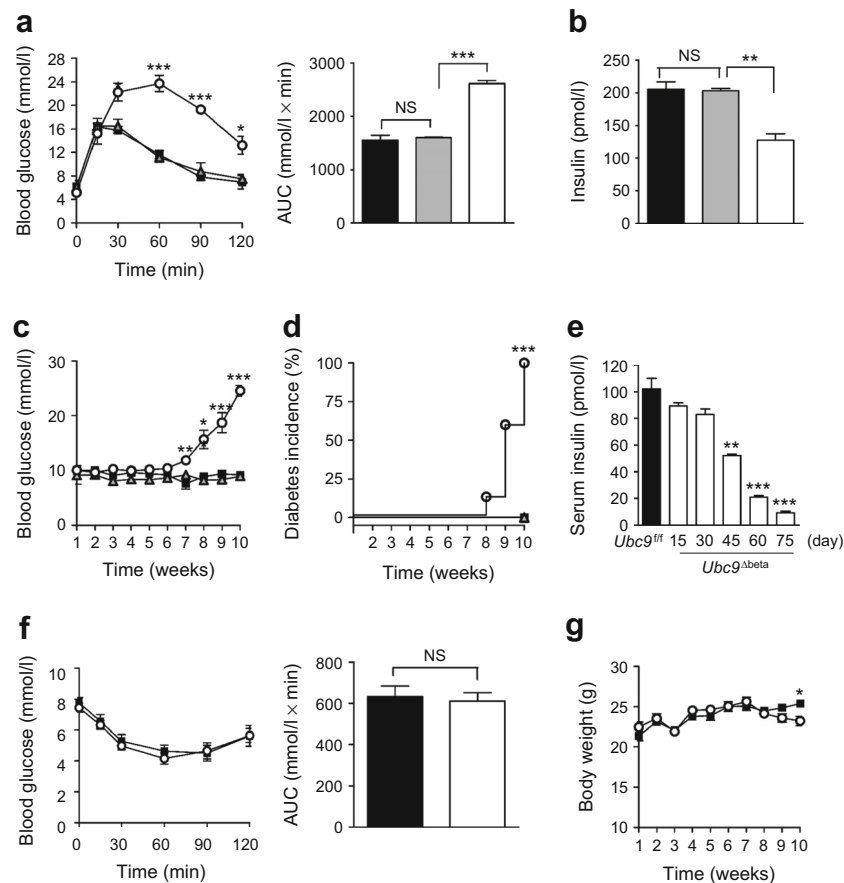 a
Blood glucose (mmol/l)
28
24
20
16
12
8
4
0
***
***
*
0 30 60 90 120
Time (min)
AUC (mmol/l × min)
3000
2000
1000
0
NS
***
b
Insulin (pmol/l)
250
200
150
100
50
0
NS
**
c
Blood glucose (mmol/l)
30
20
10
0
**
*
***
***
1 2 3 4 5 6 7 8 9 10
Time (weeks)
d
Diabetes incidence (%)
100
75
50
25
0
***
2 3 4 5 6 7 8 9 10
Time (weeks)
e
Serum insulin (pmol/l)
120
100
80
60
40
20
0
**
***
***
Ubc9f/f 15 30 45 60 75 (day)
Ubc9Δbeta
f
Blood glucose (mmol/l)
10
8
6
4
2
0
0 30 60 90 120
Time (min)
AUC (mmol/l × min)
800
600
400
200
0
NS
g
Body weight (g)
30
25
20
15
10
*
1 2 3 4 5 6 7 8 9 10
Time (weeks)